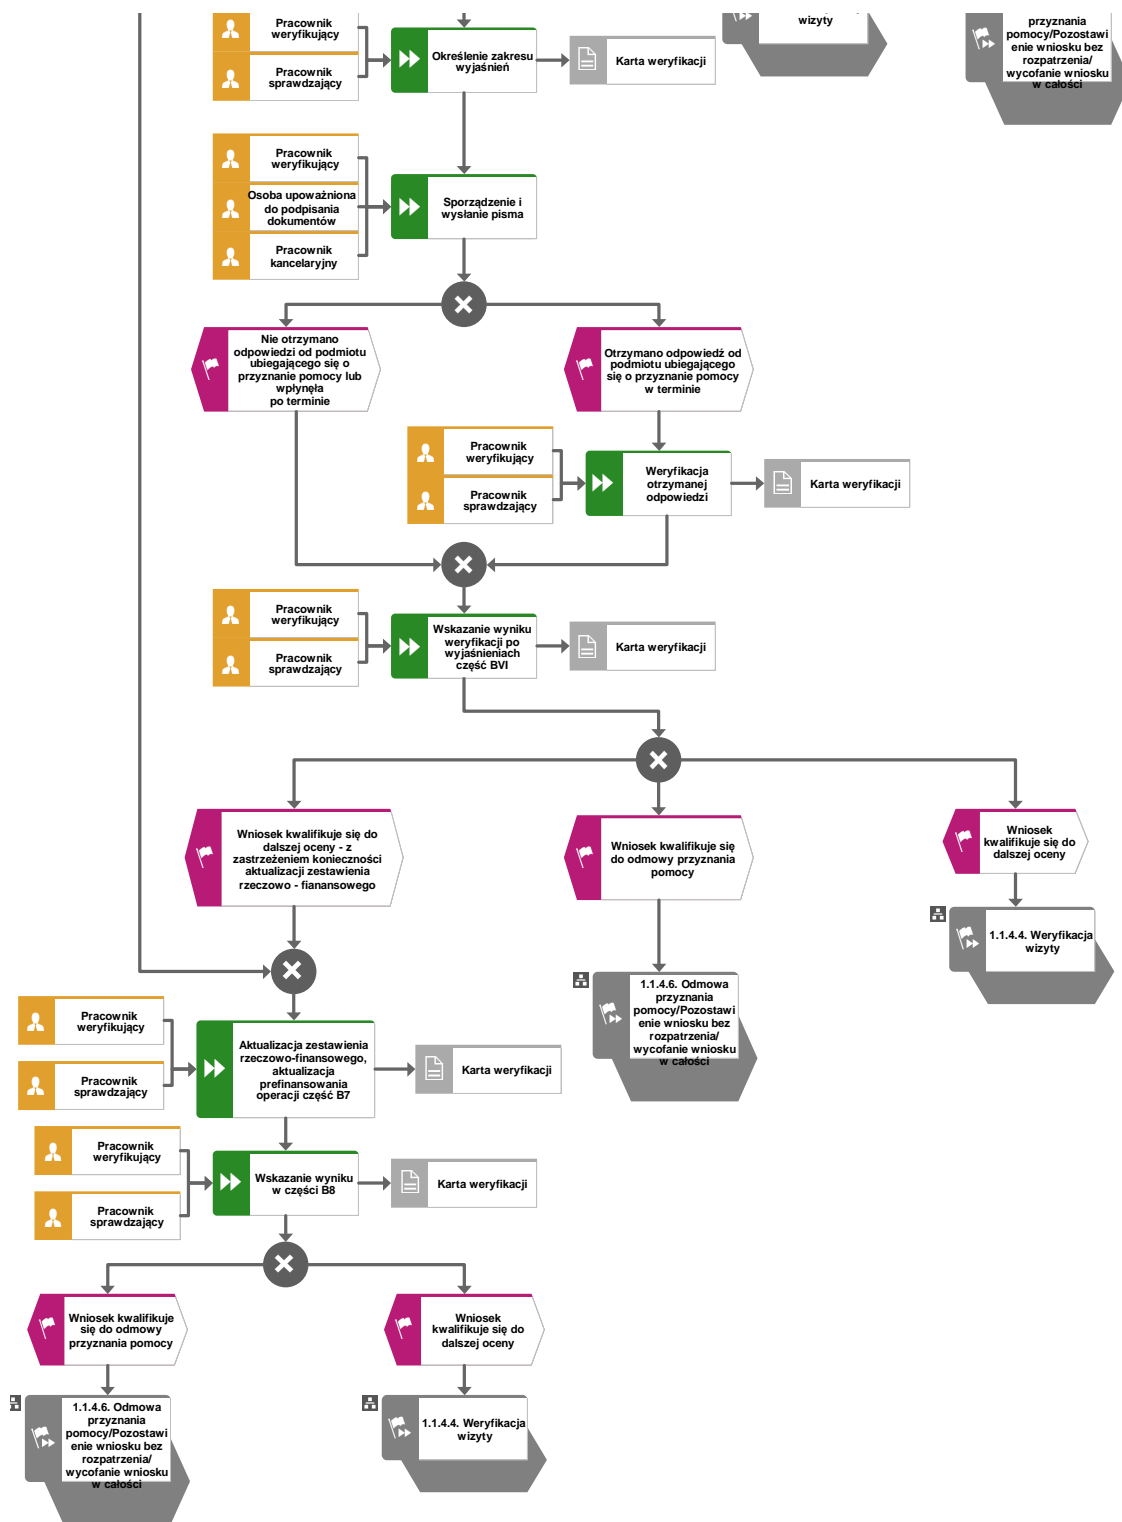 Pracownik
weryfikujący
Pracownik
sprawdzający
Określenie zakresu
wyjaśnień
Karta weryfikacji
wizyty
przyznania
pomocy/Pozostawi
enie wniosku bez
rozpatrzenia/
wycofanie wniosku
w całości
Pracownik
weryfikujący
Osoba upoważniona
do podpisania
dokumentów
Pracownik
kancelaryjny
Sporządzenie i
wysłanie pisma
Nie otrzymano
odpowiedzi od podmiotu
ubiegającego się o
przyznanie pomocy lub
wpłynęła
po terminie
Otrzymano odpowiedź od
podmiotu ubiegającego
się o przyznanie pomocy
w terminie
Pracownik
weryfikujący
Pracownik
sprawdzający
Weryfikacja
otrzymanej
odpowiedzi
Karta weryfikacji
Pracownik
weryfikujący
Pracownik
sprawdzający
Wskazanie wyniku
weryfikacji po
wyjaśnieniach
część BVI
Karta weryfikacji
Wniosek kwalifikuje się do
dalszej oceny - z
zastrzeżeniem konieczności
aktualizacji zestawienia
rzeczowo - fianansowego
Wniosek kwalifikuje się
do odmowy przyznania
pomocy
Wniosek
kwalifikuje się do
dalszej oceny
1.1.4.4. Weryfikacja
wizyty
1.1.4.6. Odmowa
przyznania
pomocy/Pozostawi
enie wniosku bez
rozpatrzenia/
wycofanie wniosku
w całości
Pracownik
weryfikujący
Pracownik
sprawdzający
Aktualizacja zestawienia
rzeczowo-finansowego,
aktualizacja
prefinansowania
operacji część B7
Karta weryfikacji
Pracownik
weryfikujący
Pracownik
sprawdzający
Wskazanie wyniku
w części B8
Karta weryfikacji
Wniosek kwalifikuje
się do odmowy
przyznania pomocy
Wniosek
kwalifikuje się do
dalszej oceny
1.1.4.6. Odmowa
przyznania
pomocy/Pozostawi
enie wniosku bez
rozpatrzenia/
wycofanie wniosku
w całości
1.1.4.4. Weryfikacja
wizyty